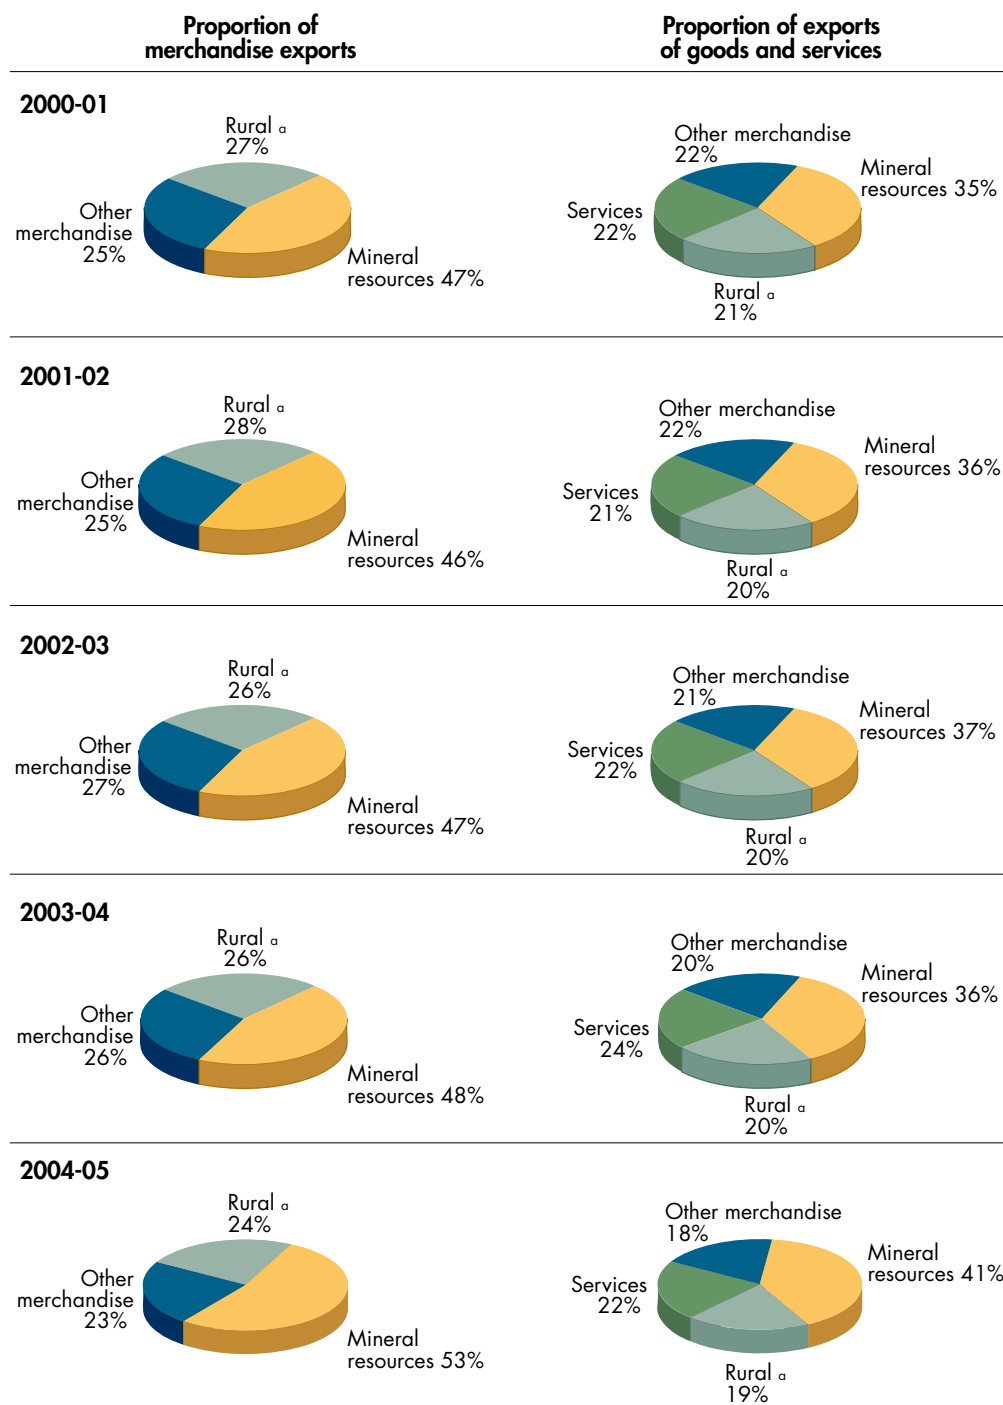 Proportion of
merchandise exports
Proportion of exports
of goods and services
2000-01
Rural a
27%
Other
merchandise
25%
Mineral
resources 47%
Other merchandise
22%
Mineral
resources 35%
Services
22%
Rural a
21%
2001-02
Rural a
28%
Other
merchandise
25%
Mineral
resources 46%
Other merchandise
22%
Mineral
resources 36%
Services
21%
Rural a
20%
2002-03
Rural a
26%
Other
merchandise
27%
Mineral
resources 47%
Other merchandise
21%
Mineral
resources 37%
Services
22%
Rural a
20%
2003-04
Rural a
26%
Other
merchandise
26%
Mineral
resources 48%
Other merchandise
20%
Mineral
resources 36%
Services
24%
Rural a
20%
2004-05
Rural a
24%
Other
merchandise
23%
Mineral
resources 53%
Other merchandise
18%
Mineral
resources 41%
Services
22%
Rural a
19%